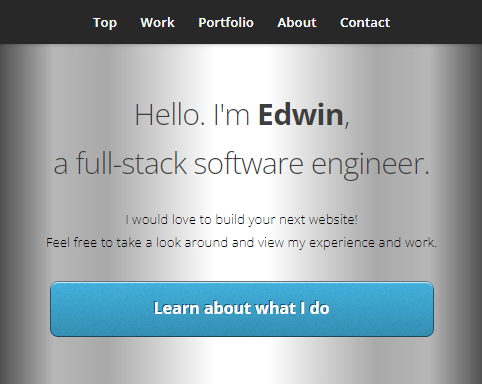 Top Work Portfolio About Contact
Hello. I'm Edwin,
a full-stack software engineer.
I would love to build your next website!
Feel free to take a look around and view my experience and work.
Learn about what I do